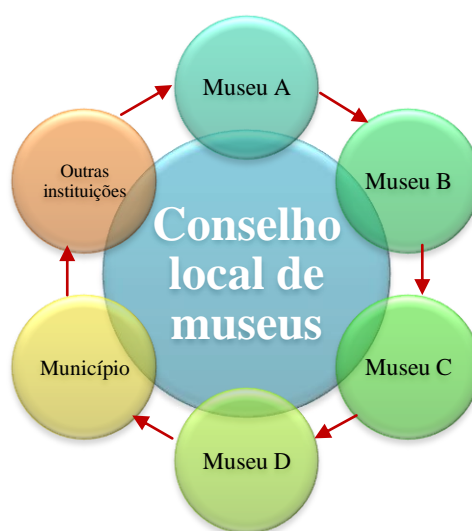 Museu A
Museu B
Museu C
Museu D
Município
Outras
instituições
Conselho
local de
museus